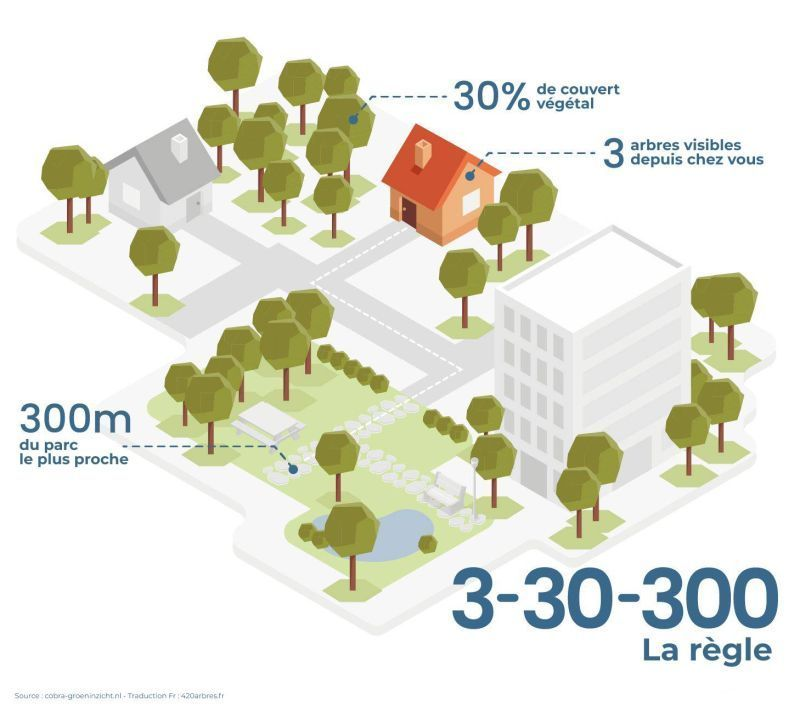 30% de couvert
végétal
3 arbres visibles
depuis chez vous
300m
du parc
le plus proche
3-30-300
La règle
Source : cobra-groeninzicht.nl - Traduction Fr : 420arbres.fr